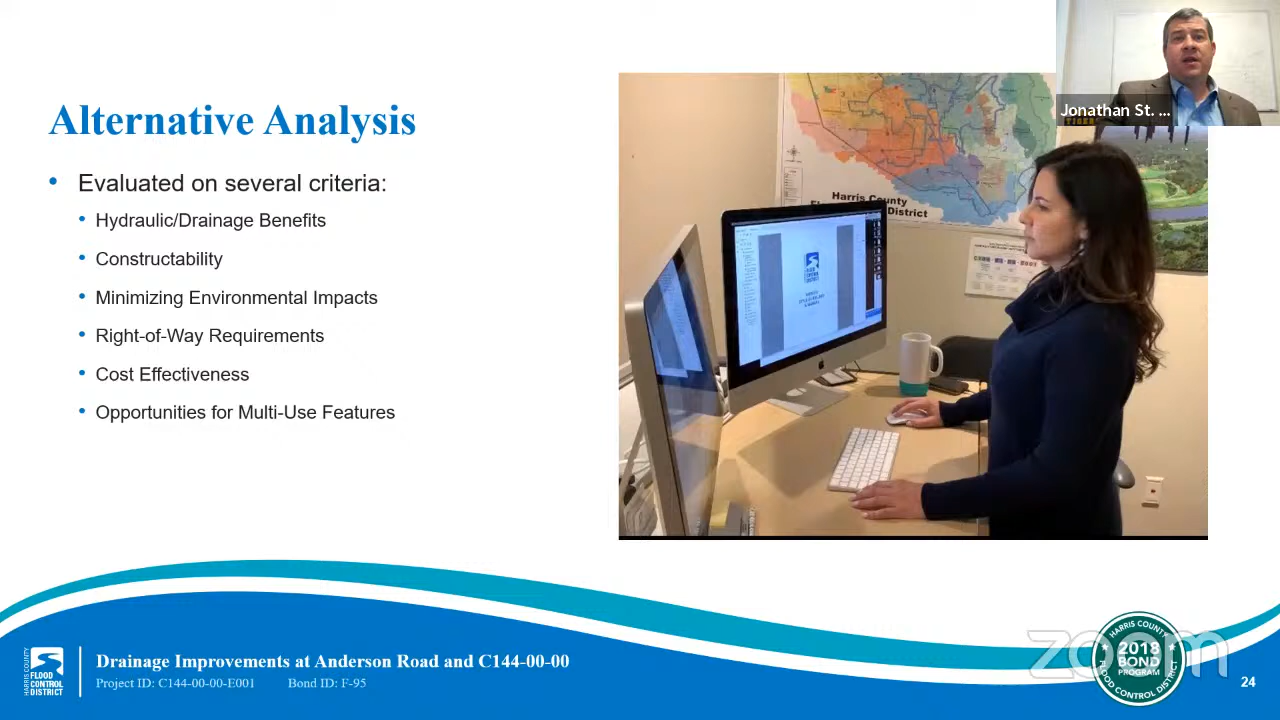 Alternative Analysis
• Evaluated on several criteria:
• Hydraulic/Drainage Benefits
• Constructability
• Minimizing Environmental Impacts
• Right-of-Way Requirements
• Cost Effectiveness
• Opportunities for Multi-Use Features
Jonathan St. ...
Harris County
District
HARRIS COUNTY
FLOOD
CONTROL
DISTRICT
Drainage Improvements at Anderson Road and C144-00-00
Project ID: C144-00-00-E001 Bond ID: F-95
zoom
HARRIS COUNTY
2018
BOND
PROGRAM
FLOOD CONTROL DISTRICT
24